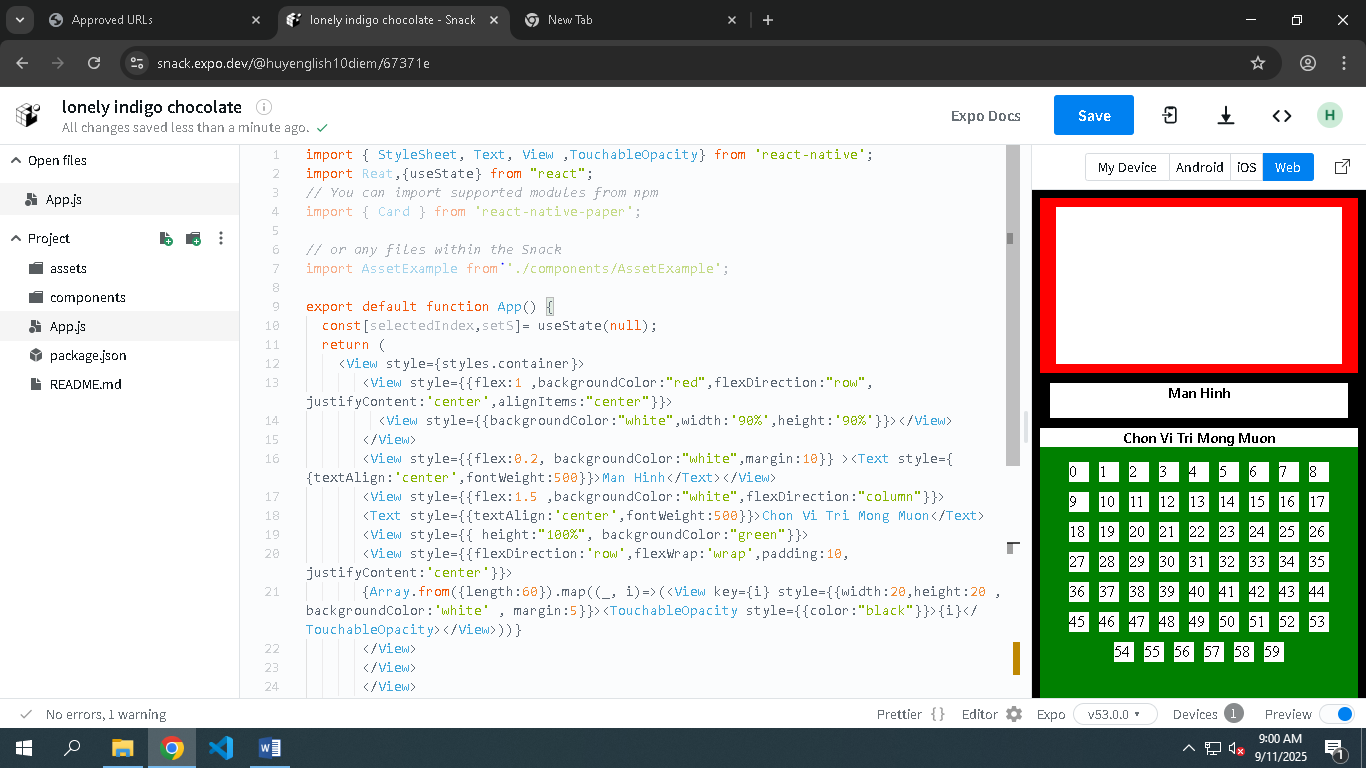 Approved URLs
lonely indigo chocolate - Snack
New Tab
snack.expo.dev/@huyenglish10diem/67371e
lonely indigo chocolate
All changes saved less than a minute ago.
Expo Docs
Save
H
Open files
App.js
Project
assets
components
App.js
package.json
README.md
1 import { StyleSheet, Text, View ,TouchableOpacity} from 'react-native';
2 import Reat,{useState} from "react";
3 // You can import supported modules from npm
4 import { Card } from 'react-native-paper';
5
6 // or any files within the Snack
7 import AssetExample from './components/AssetExample';
8
9 export default function App() {
10 const[selectedIndex,setS]= useState(null);
11 return (
12 <View style={styles.container}>
13 <View style={{flex:1 ,backgroundColor:"red",flexDirection:"row",
justifyContent:'center',alignItems:"center"}}>
14 <View style={{backgroundColor:"white",width:'90%',height:'90%'}}></View>
15 </View>
16 <View style={{flex:0.2, backgroundColor:"white",margin:10}} ><Text style={
{textAlign:'center',fontWeight:500}}>Man Hinh</Text></View>
17 <View style={{flex:1.5 ,backgroundColor:"white",flexDirection:"column"}}>
18 <Text style={{textAlign:'center',fontWeight:500}}>Chon Vi Tri Mong Muon</Text>
19 <View style={{ height:"100%", backgroundColor:"green"}}>
20 <View style={{flexDirection:'row',flexWrap:'wrap',padding:10,
justifyContent:'center'}}>
21 {Array.from({length:60}).map((_, i)=>(<View key={i} style={{width:20,height:20 ,
backgroundColor:'white' , margin:5}}><TouchableOpacity style={{color="black"}}>{i}</
TouchableOpacity></View>))}
22 </View>
23 </View>
24 </View>
My Device
Android
iOS
Web
Man Hinh
Chon Vi Tri Mong Muon
0 1 2 3 4 5 6 7 8
9 10 11 12 13 14 15 16 17
18 19 20 21 22 23 24 25 26
27 28 29 30 31 32 33 34 35
36 37 38 39 40 41 42 43 44
45 46 47 48 49 50 51 52 53
54 55 56 57 58 59
No errors, 1 warning
Prettier {}
Editor
Expo
v53.0.0
Devices 1
Preview
9:00 AM
9/11/2025
1